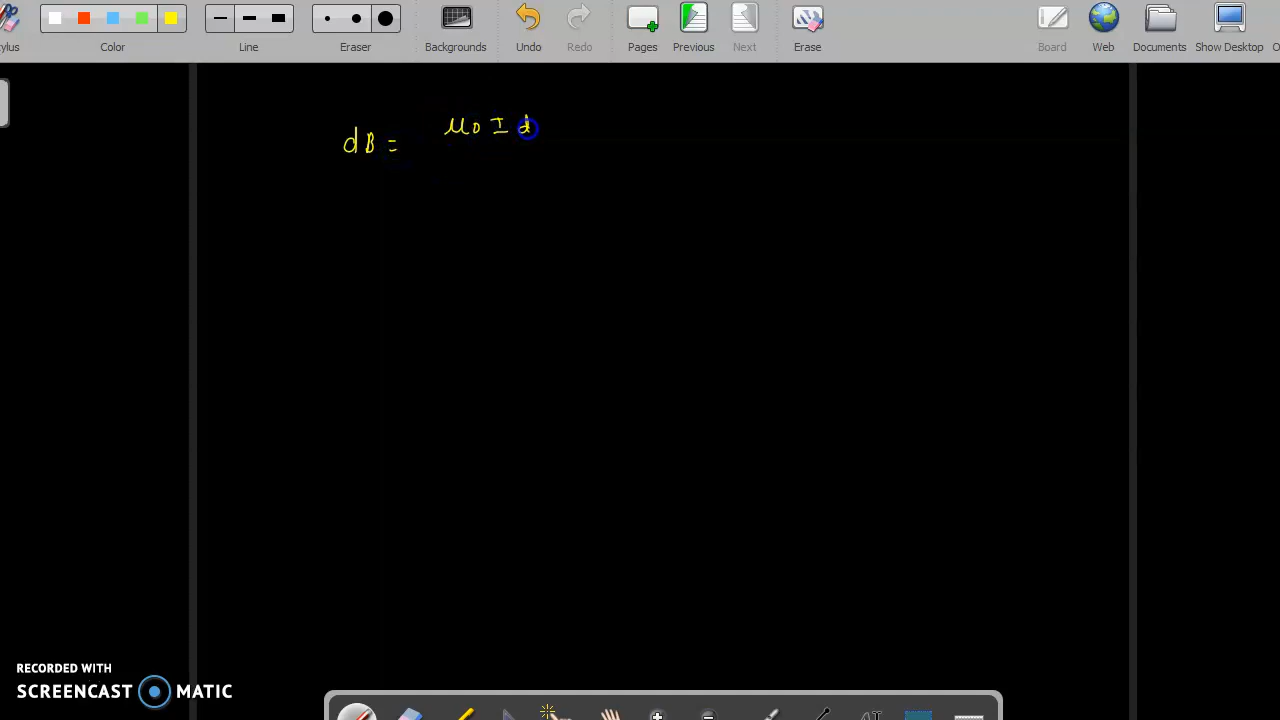 ylus Color Line Eraser Backgrounds Undo Redo Pages Previous Next Erase Board Web Documents Show Desktop O
μ0 I d
dB =
RECORDED WITH
SCREENCAST MATIC